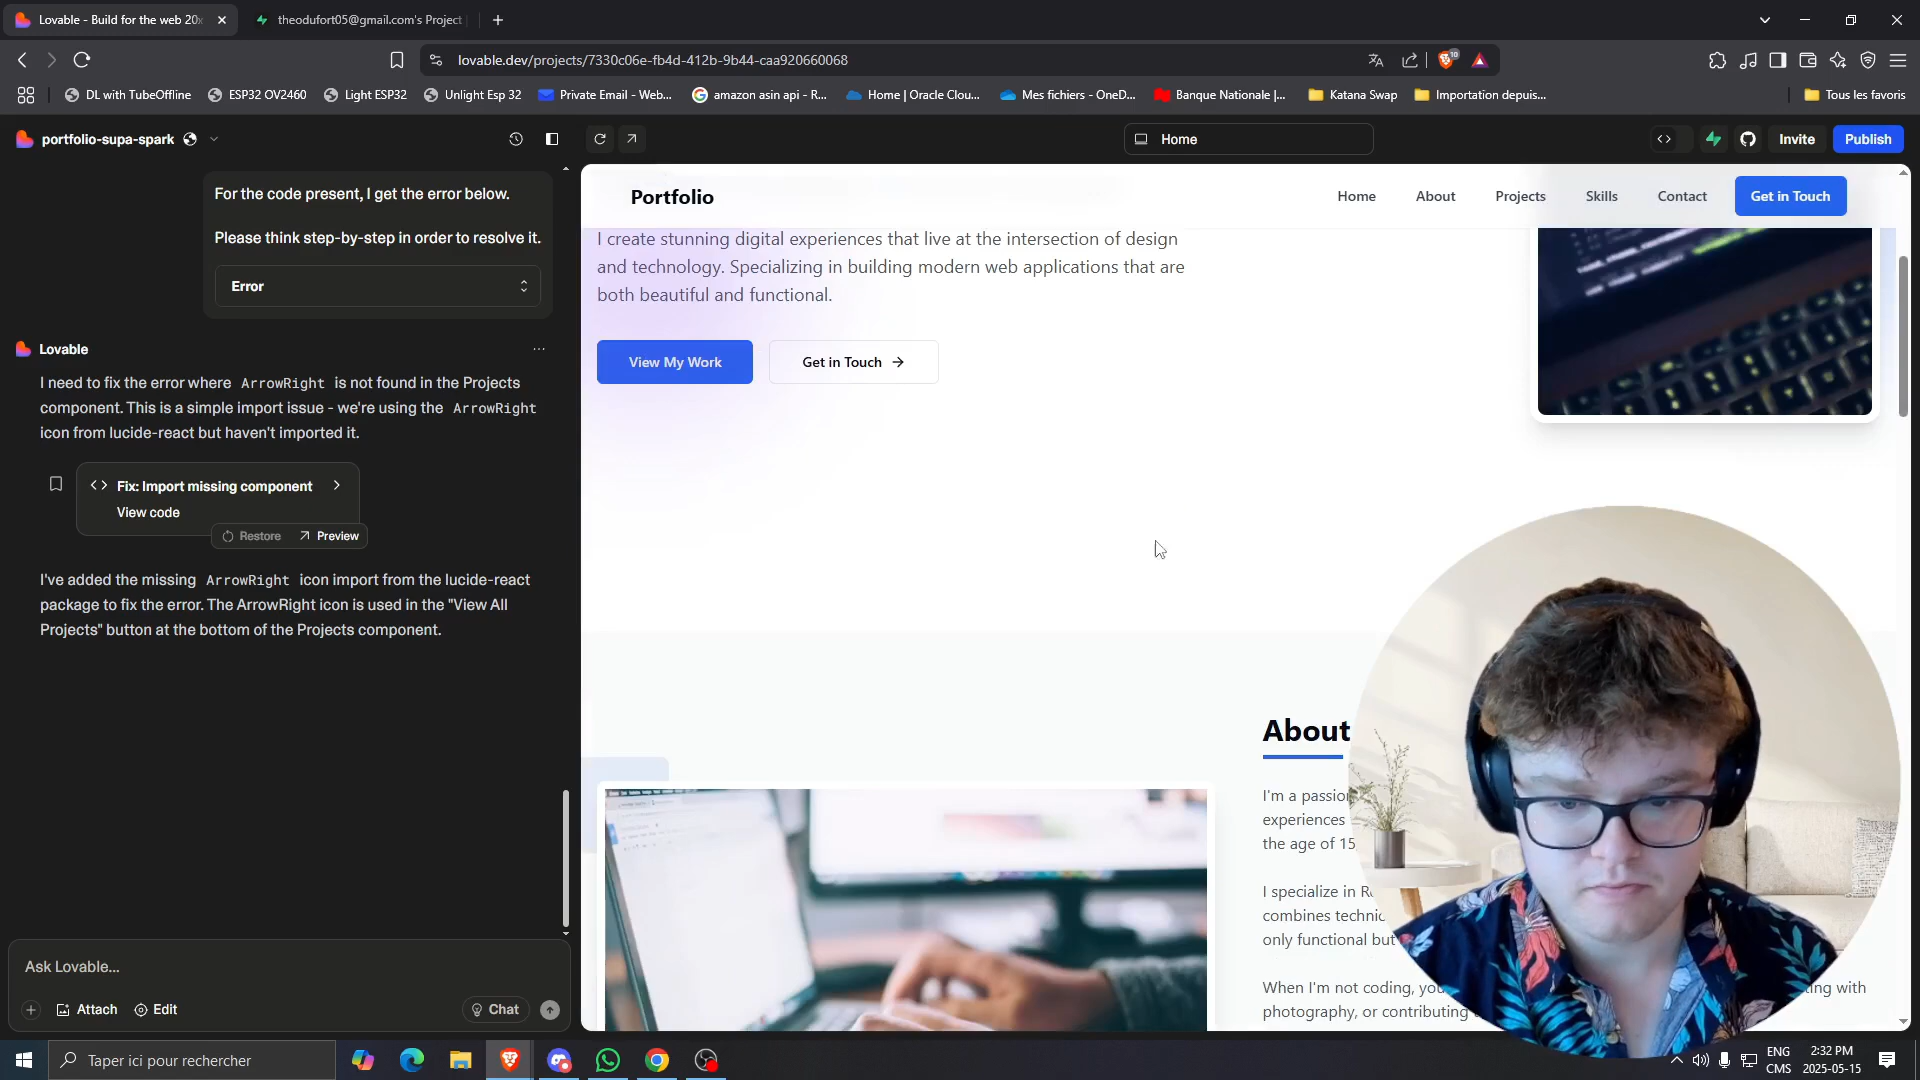 Lovable - Build for the web 20x
theodufort05@gmail.com's Project
lovable.dev/projects/7330c06e-fb4d-412b-9b44-caa920660068
DL with TubeOffline
ESP32 OV2460
Light ESP32
Unlight Esp 32
Private Email - Web...
amazon asin api - R...
Home | Oracle Clou...
Mes fichiers - OneD...
Banque Nationale |...
Katana Swap
Importation depuis...
Tous les favoris
portfolio-supa-spark
Home
Invite
Publish
For the code present, I get the error below.
Please think step-by-step in order to resolve it.
Error
Lovable
I need to fix the error where ArrowRight is not found in the Projects
component. This is a simple import issue - we're using the ArrowRight
icon from lucide-react but haven't imported it.
Fix: Import missing component
View code
Restore
Preview
I've added the missing ArrowRight icon import from the lucide-react
package to fix the error. The ArrowRight icon is used in the "View All
Projects" button at the bottom of the Projects component.
Ask Lovable...
Attach
Edit
Chat
Portfolio
Home
About
Projects
Skills
Contact
Get in Touch
I create stunning digital experiences that live at the intersection of design
and technology. Specializing in building modern web applications that are
both beautiful and functional.
View My Work
Get in Touch
About
I'm a passio
experiences
the age of 15
I specialize in R
combines technic
only functional but
When I'm not coding, you
ting with
photography, or contributing
Taper ici pour rechercher
ENG
CMS
2:32 PM
2025-05-15